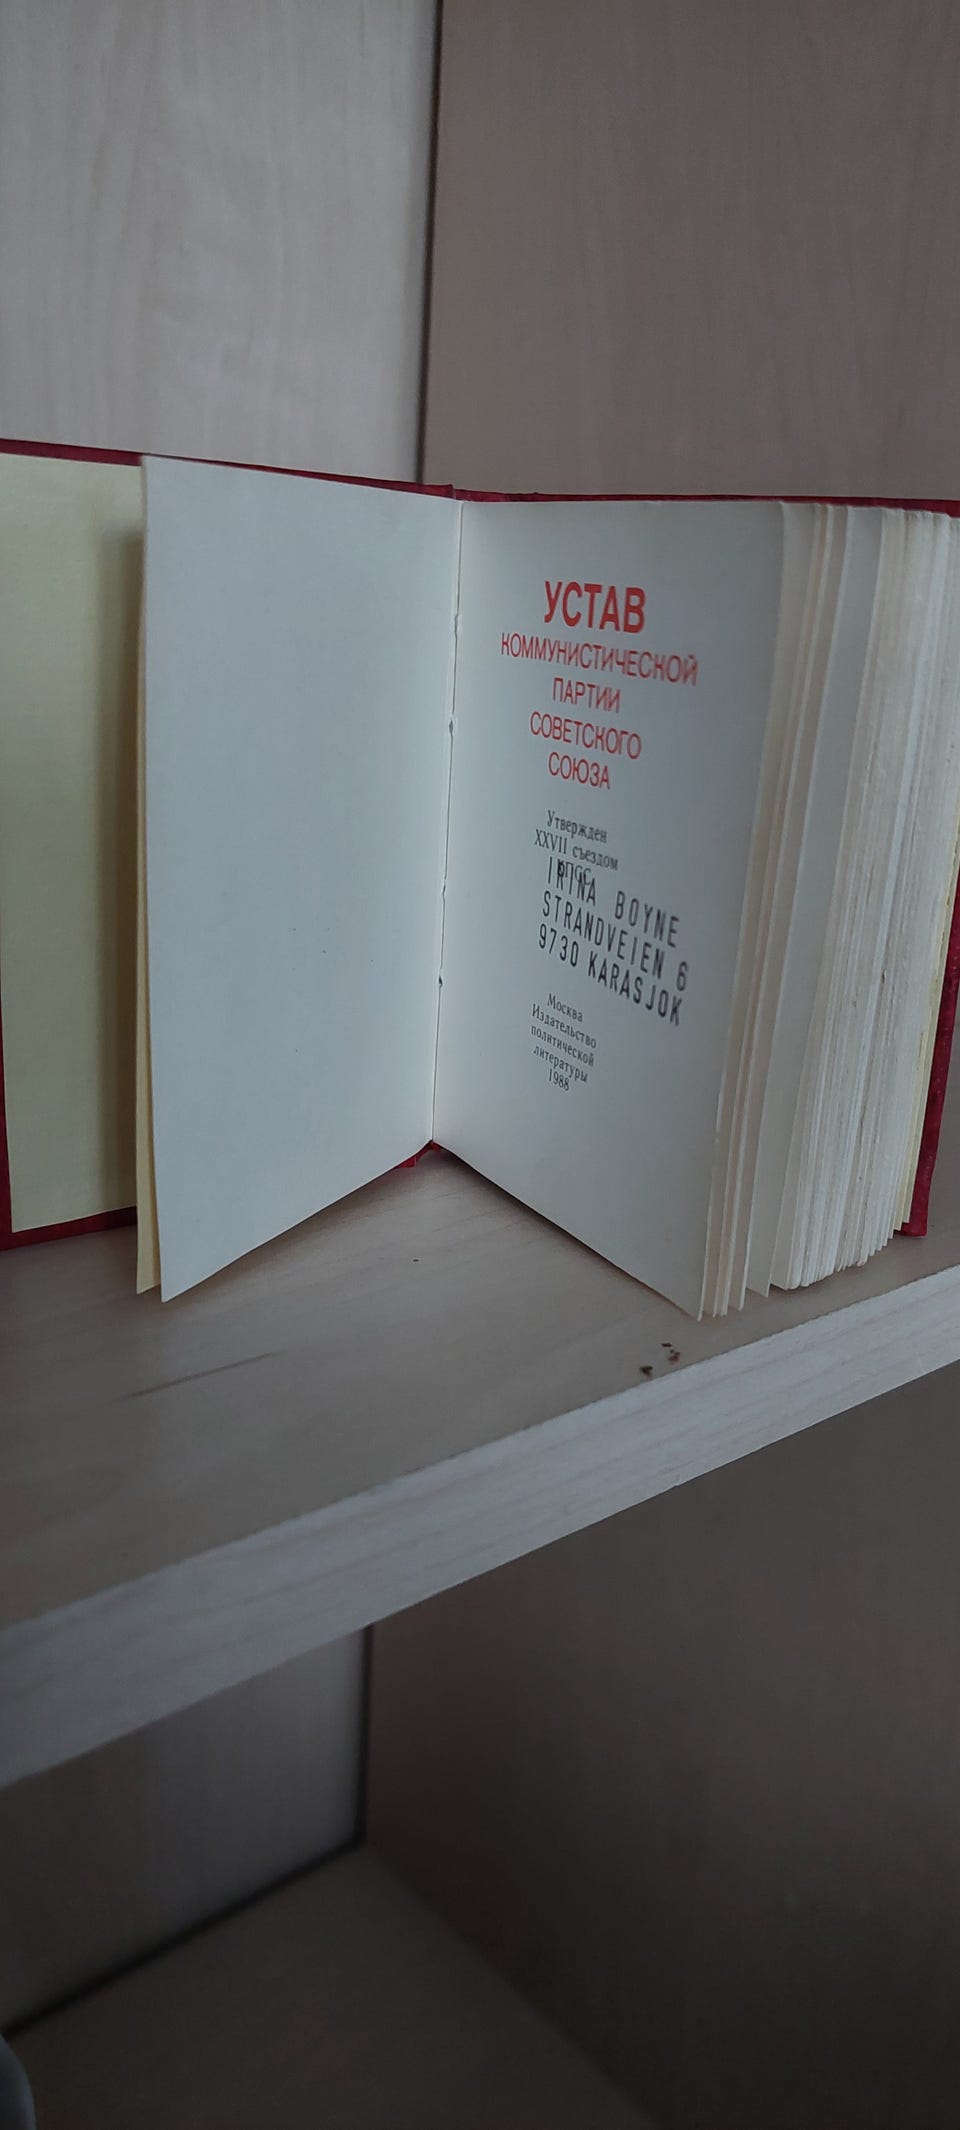 УСТАВ
КОММУНИСТИЧЕСКОЙ
ПАРТИИ
СОВЕТСКОГО
СОЮЗА
Утвержден
XXVII съездом
КПСС
IRINA BOYNE
STRANDVEIEN 6
9730 KARASJOK
Москва
Издательство
политической
литературы
1988